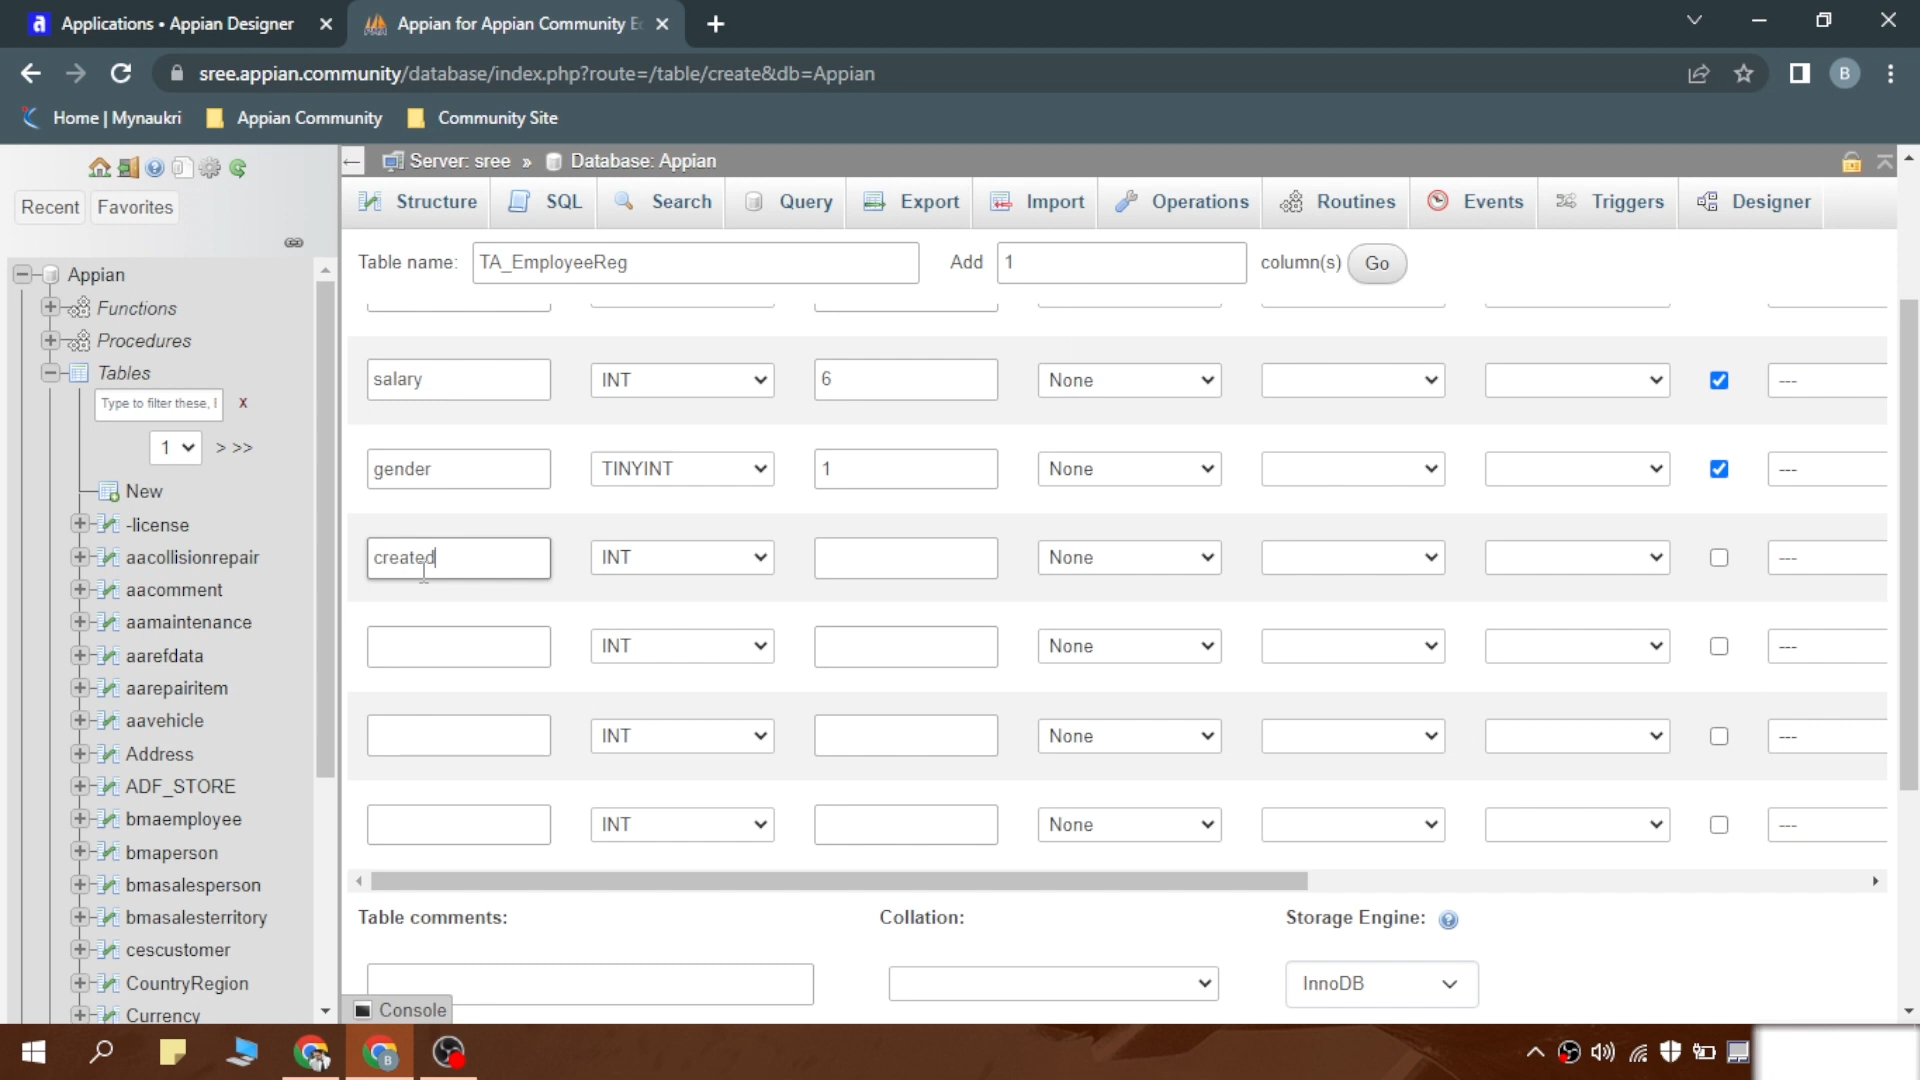 Applications • Appian Designer
Appian for Appian Community E
sree.appian.community/database/index.php?route=/table/create&db=Appian
B
Home | Mynaukri
Appian Community
Community Site
Recent
Favorites
Server: sree » Database: Appian
Structure
SQL
Search
Query
Export
Import
Operations
Routines
Events
Triggers
Designer
Table name:
TA_EmployeeReg
Add
1
column(s)
Go
Appian
Functions
Procedures
Tables
Type to filter these,
X
1
> >>
New
-license
aacollisionrepair
aacomment
aamaintenance
aarefdata
aarepairitem
aavehicle
Address
ADF_STORE
bmaemployee
bmaperson
bmasalesperson
bmasalesterritory
cescustomer
CountryRegion
Currency
salary INT 6 None ---
gender TINYINT 1 None ---
created INT None ---
INT None ---
INT None ---
INT None ---
Table comments:
Collation:
Storage Engine:
InnoDB
Console
B